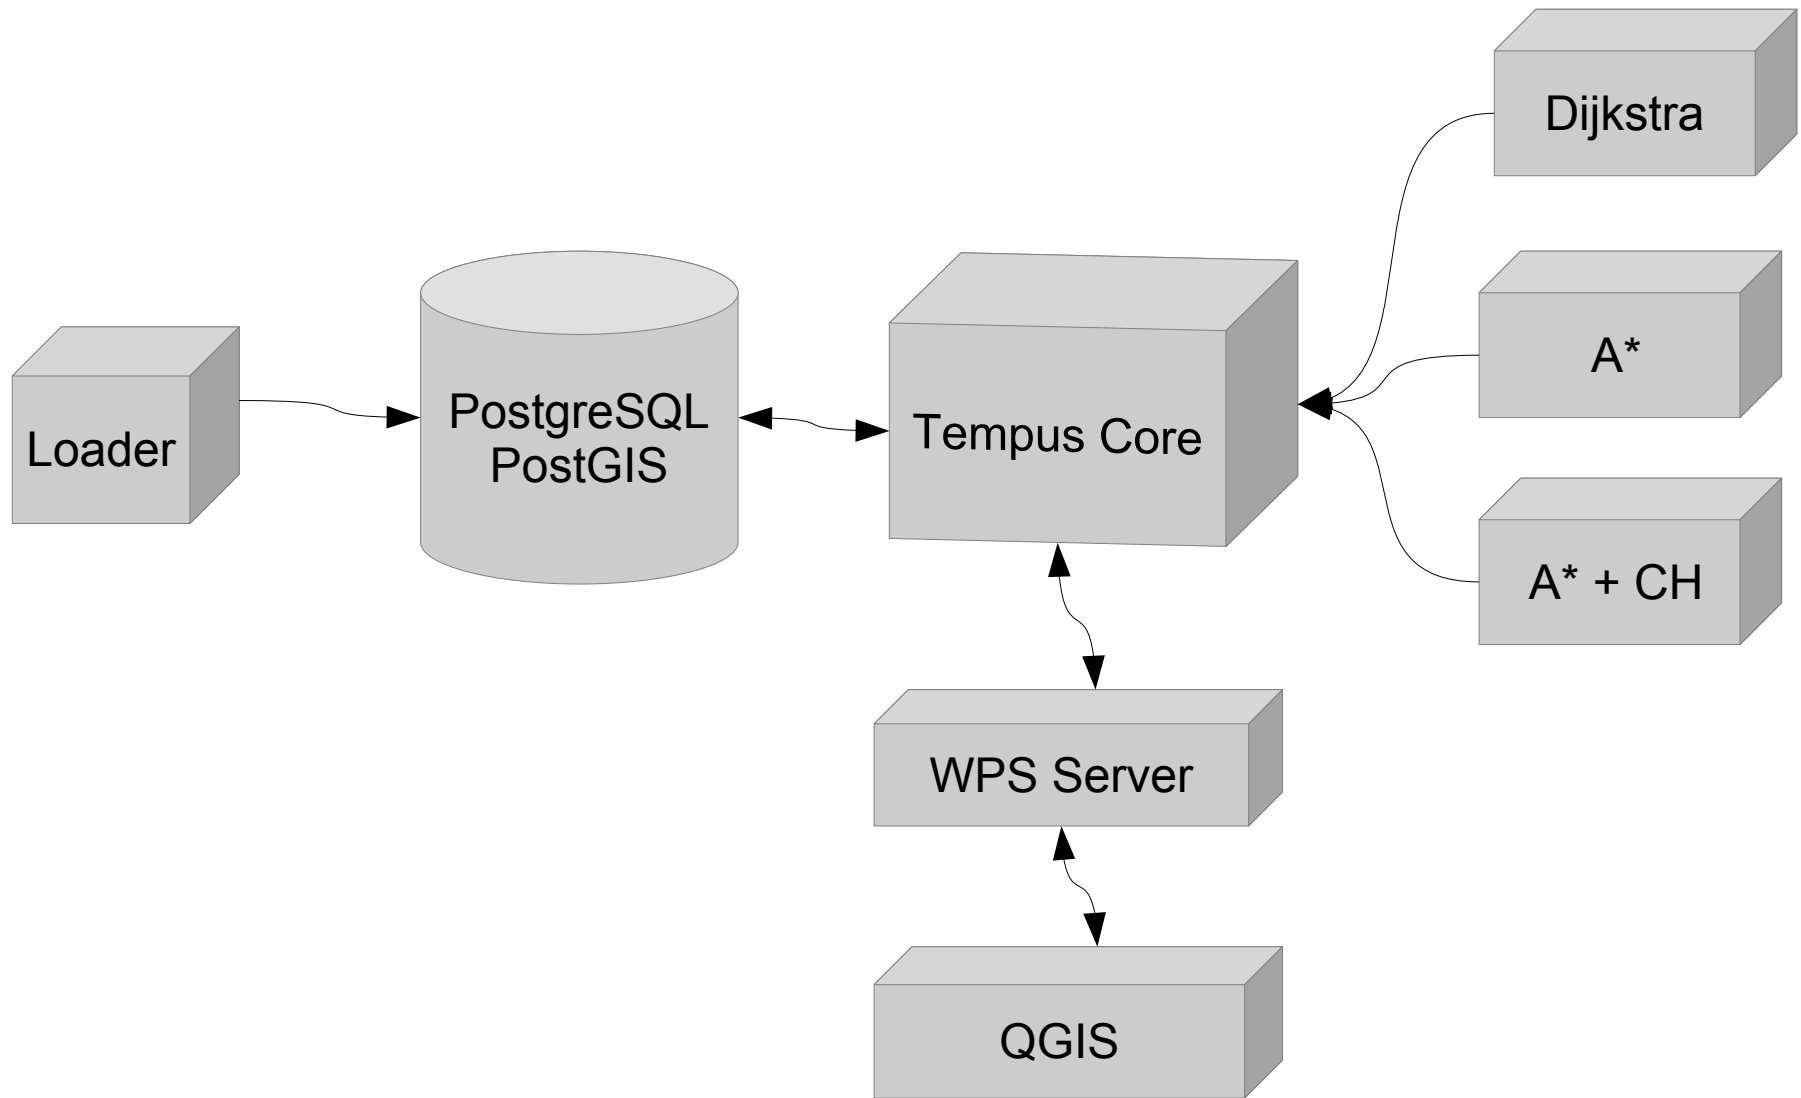 Dijkstra
A*
Loader
PostgreSQL
PostGIS
Tempus Core
A* + CH
WPS Server
QGIS